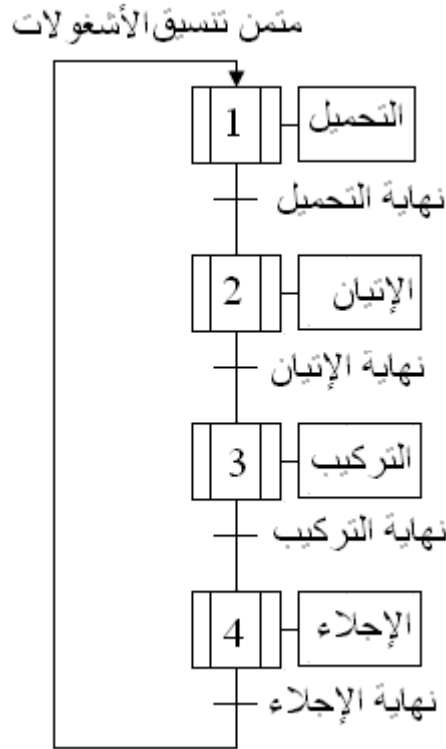 متمن تنسيق الأشغولات
1 التحميل
نهاية التحميل
2 الإتيان
نهاية الإتيان
3 التركيب
نهاية التركيب
4 الإجلاء
نهاية الإجلاء